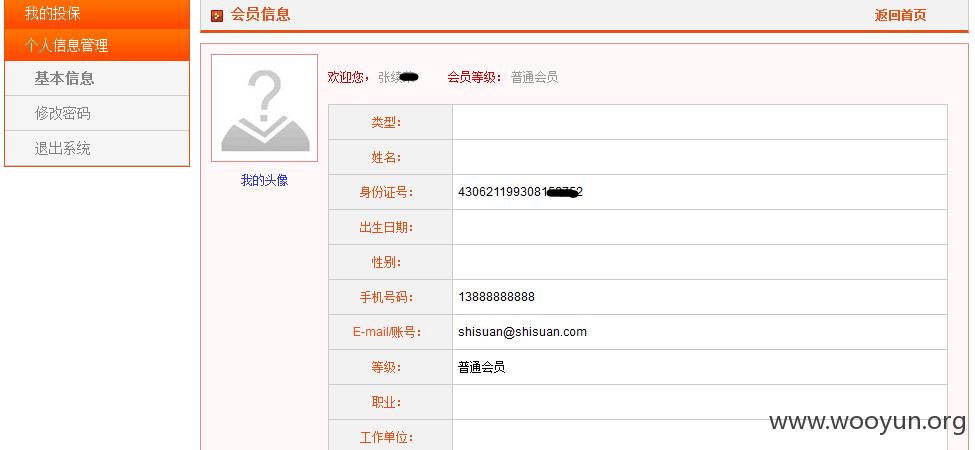 我的投保
个人信息管理
基本信息
修改密码
退出系统
会员信息 返回首页
欢迎您， 张续 会员等级： 普通会员
我的头像
类型：
姓名：
身份证号： 4306211993081
出生日期：
性别：
手机号码： 13888888888
E-mail/账号： shisuan@shisuan.com
等级： 普通会员
职业：
工作单位：
www.wooyun.org